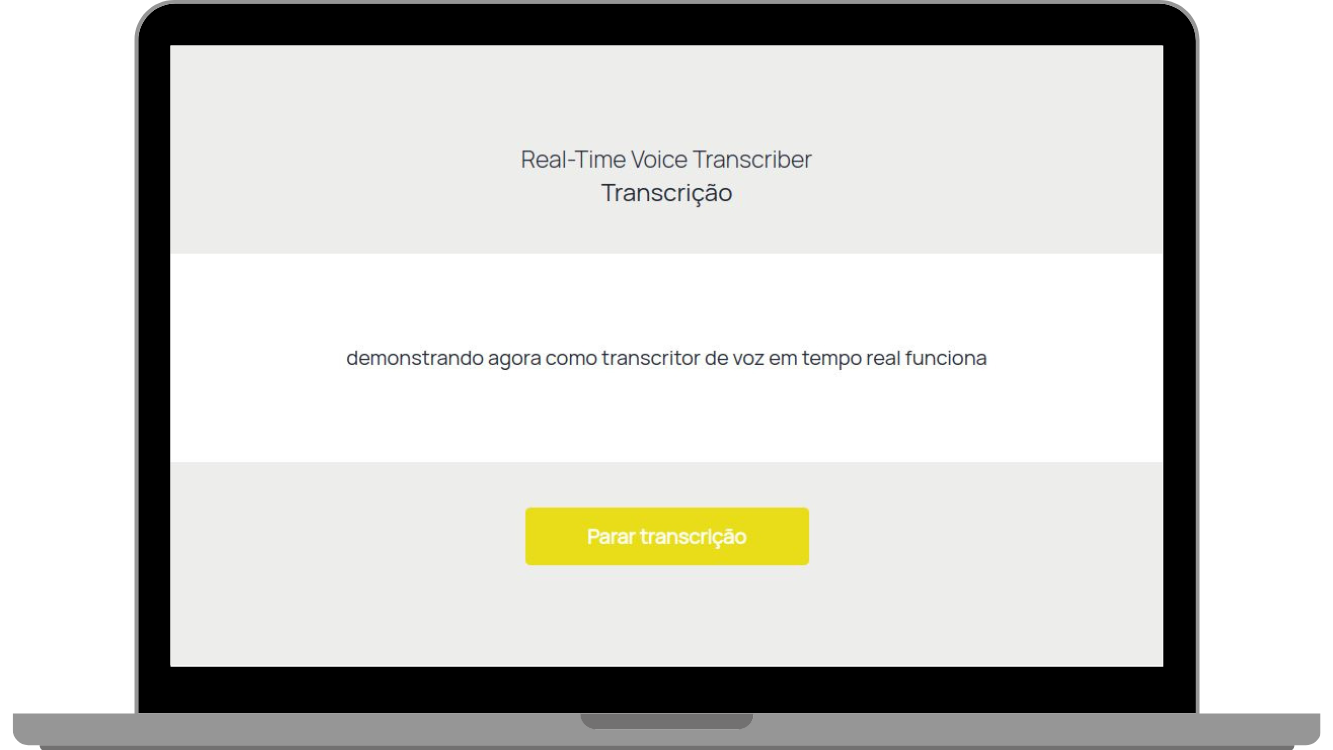 Real-Time Voice Transcriber
Transcrição
demonstrando agora como transcritor de voz em tempo real funciona
Parar transcrição